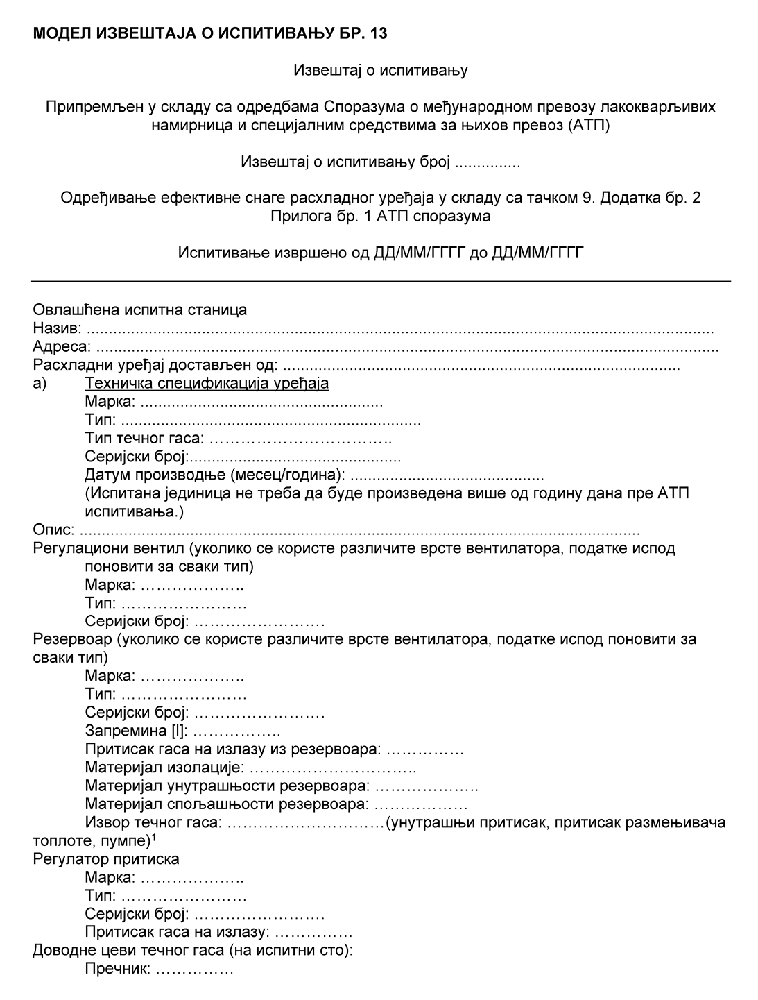 МОДЕЛ ИЗВЕШТАЈА О ИСПИТИВАЊУ БР. 13
Извештај о испитивању
Припремљен у складу са одредбама Споразума о међународном превозу лакокварљивих
намирница и специјалним средствима за њихов превоз (АТП)
Извештај о испитивању број ...............
Одређивање ефективне снаге расхладног уређаја у складу са тачком 9. Додатка бр. 2
Прилога бр. 1 АТП споразума
Испитивање извршено од ДД/ММ/ГГГГ до ДД/ММ/ГГГГ
Овлашћена испитна станица
Назив: ...............................................................................................................................................
Адреса: ..............................................................................................................................................
Расхладни уређај достављен од: ..........................................................................................
а) Техничка спецификација уређаја
Марка: .......................................................
Тип: ....................................................................
Тип течног гаса: ……………………………..
Серијски број:................................................
Датум производње (месец/година): ............................................
(Испитана јединица не треба да буде произведена више од годину дана пре АТП
испитивања.)
Опис: ...............................................................................................................................
Регулациони вентил (уколико се користе различите врсте вентилатора, податке испод
поновити за сваки тип)
Марка: ………………..
Тип: ……………………
Серијски број: …………………….
Резервоар (уколико се користе различите врсте вентилатора, податке испод поновити за
сваки тип)
Марка: ………………..
Тип: ……………………
Серијски број: …………………….
Запремина [l]: ……………..
Притисак гаса на излазу из резервоара: ……………
Материјал изолације: …………………………..
Материјал унутрашњости резервоара: ………………..
Материјал спољашњости резервоара: ………………
Извор течног гаса: …………………………(унутрашњи притисак, притисак размењивача
топлоте, пумпе)¹
Регулатор притиска
Марка: ………………..
Тип: ……………………
Серијски број: …………………….
Притисак гаса на излазу: ……………
Доводне цеви течног гаса (на испитни сто):
Пречник: ……………